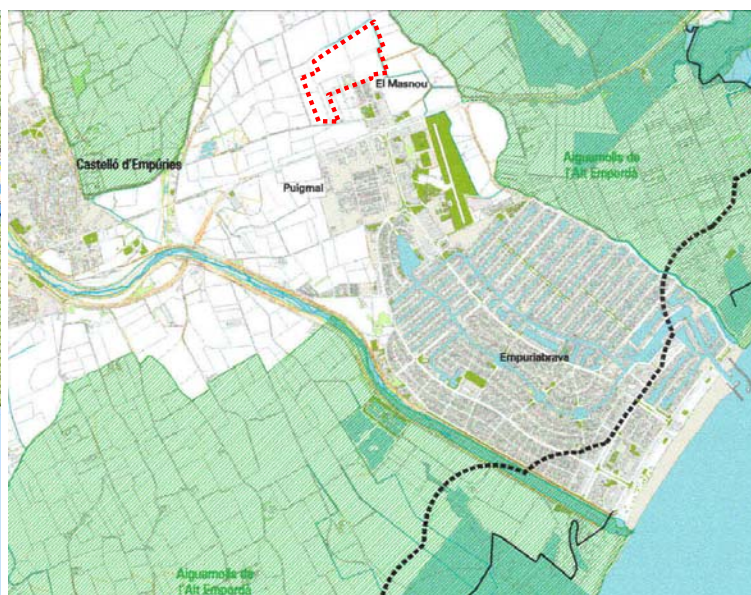 El Masnou
Castelló d'Empúries
Aiguamolls de
l'Alt Empordà
Puigmal
Empuriabrava
Aiguamolls de
l'Alt Empordà